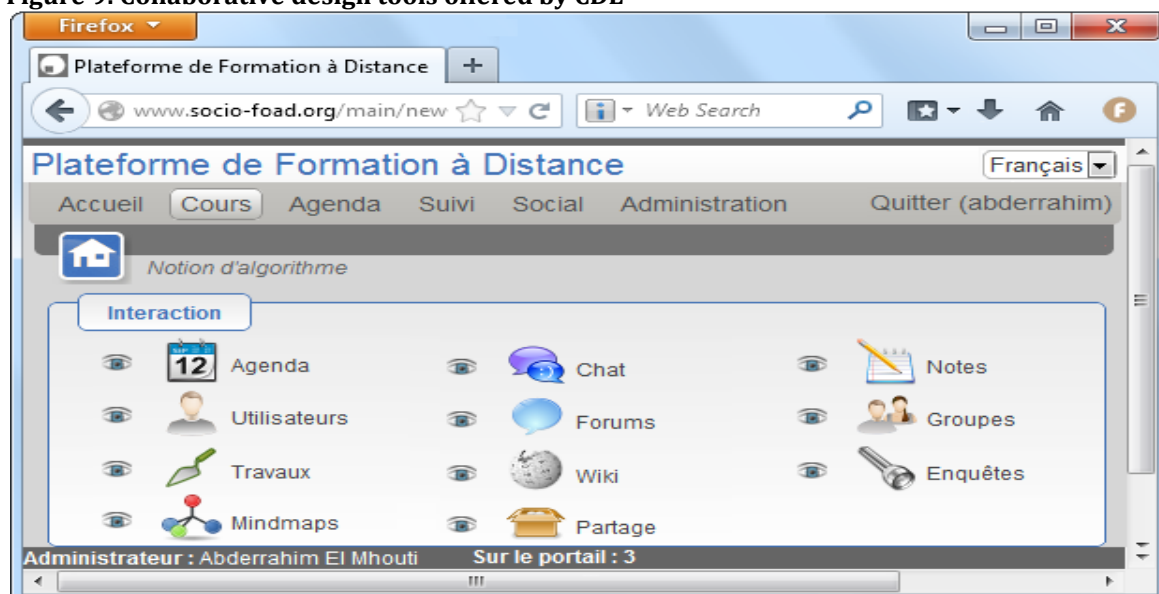 Figure 9. Collaborative design tools offered by CDE
Firefox
Plateforme de Formation à Distance
www.socio-foad.org/main/new
Web Search
Plateforme de Formation à Distance
Français
Accueil Cours Agenda Suivi Social Administration Quitter (abderrahim)
Notion d'algorithme
Interaction
12 Agenda Chat Notes
Utilisateurs Forums Groupes
Travaux Wiki Enquêtes
Mindmaps Partage
Administrateur : Abderrahim El Mhouti Sur le portail : 3